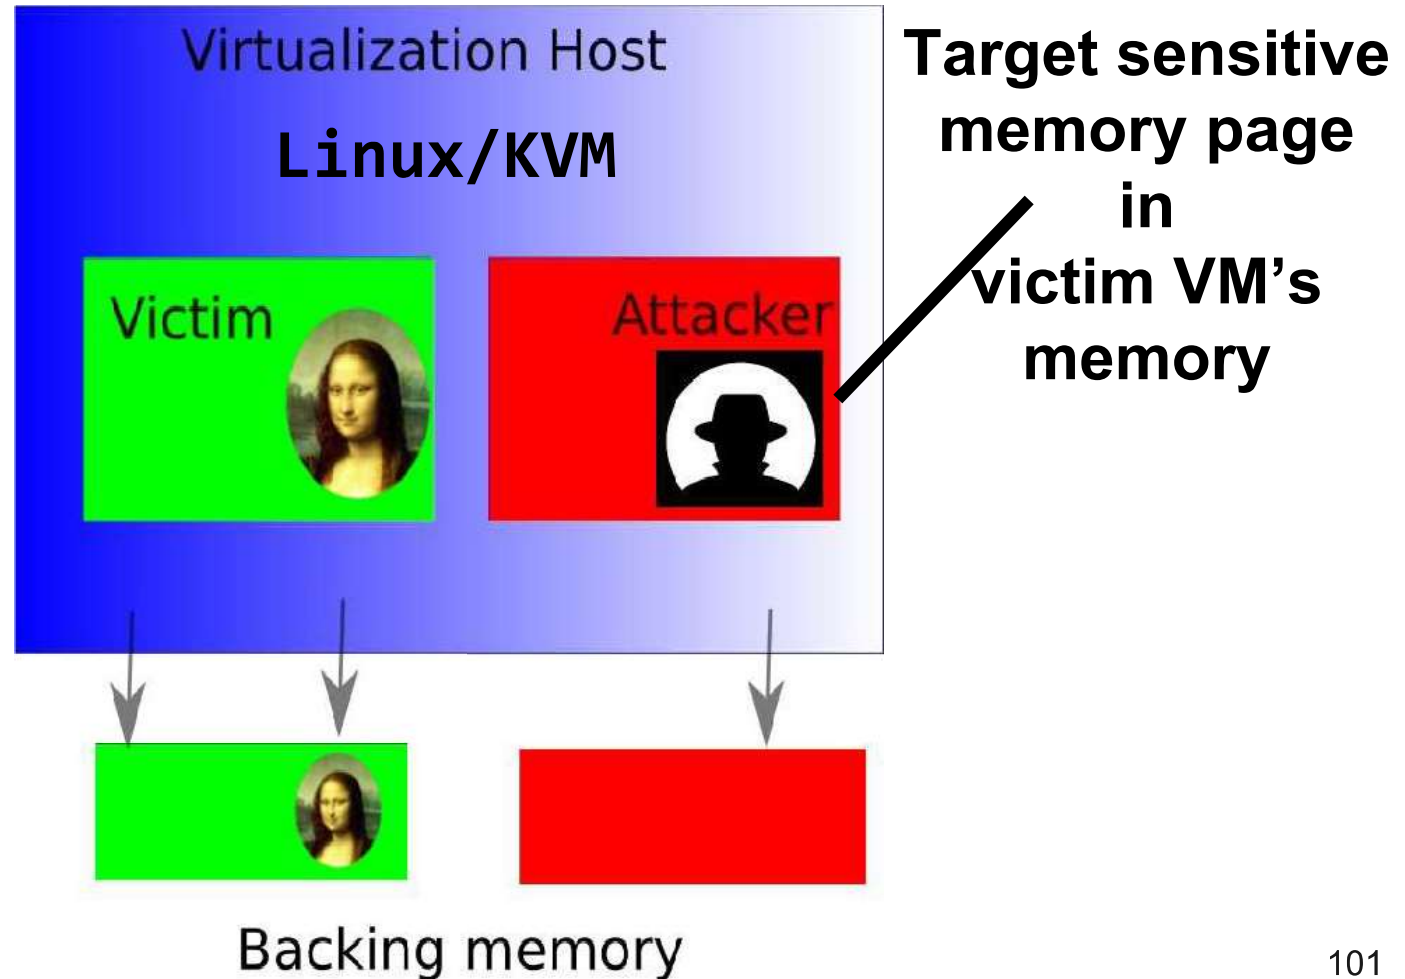 Virtualization Host
Linux/KVM
Target sensitive
memory page
in
victim VM’s
memory
Victim
Attacker
Backing memory
101